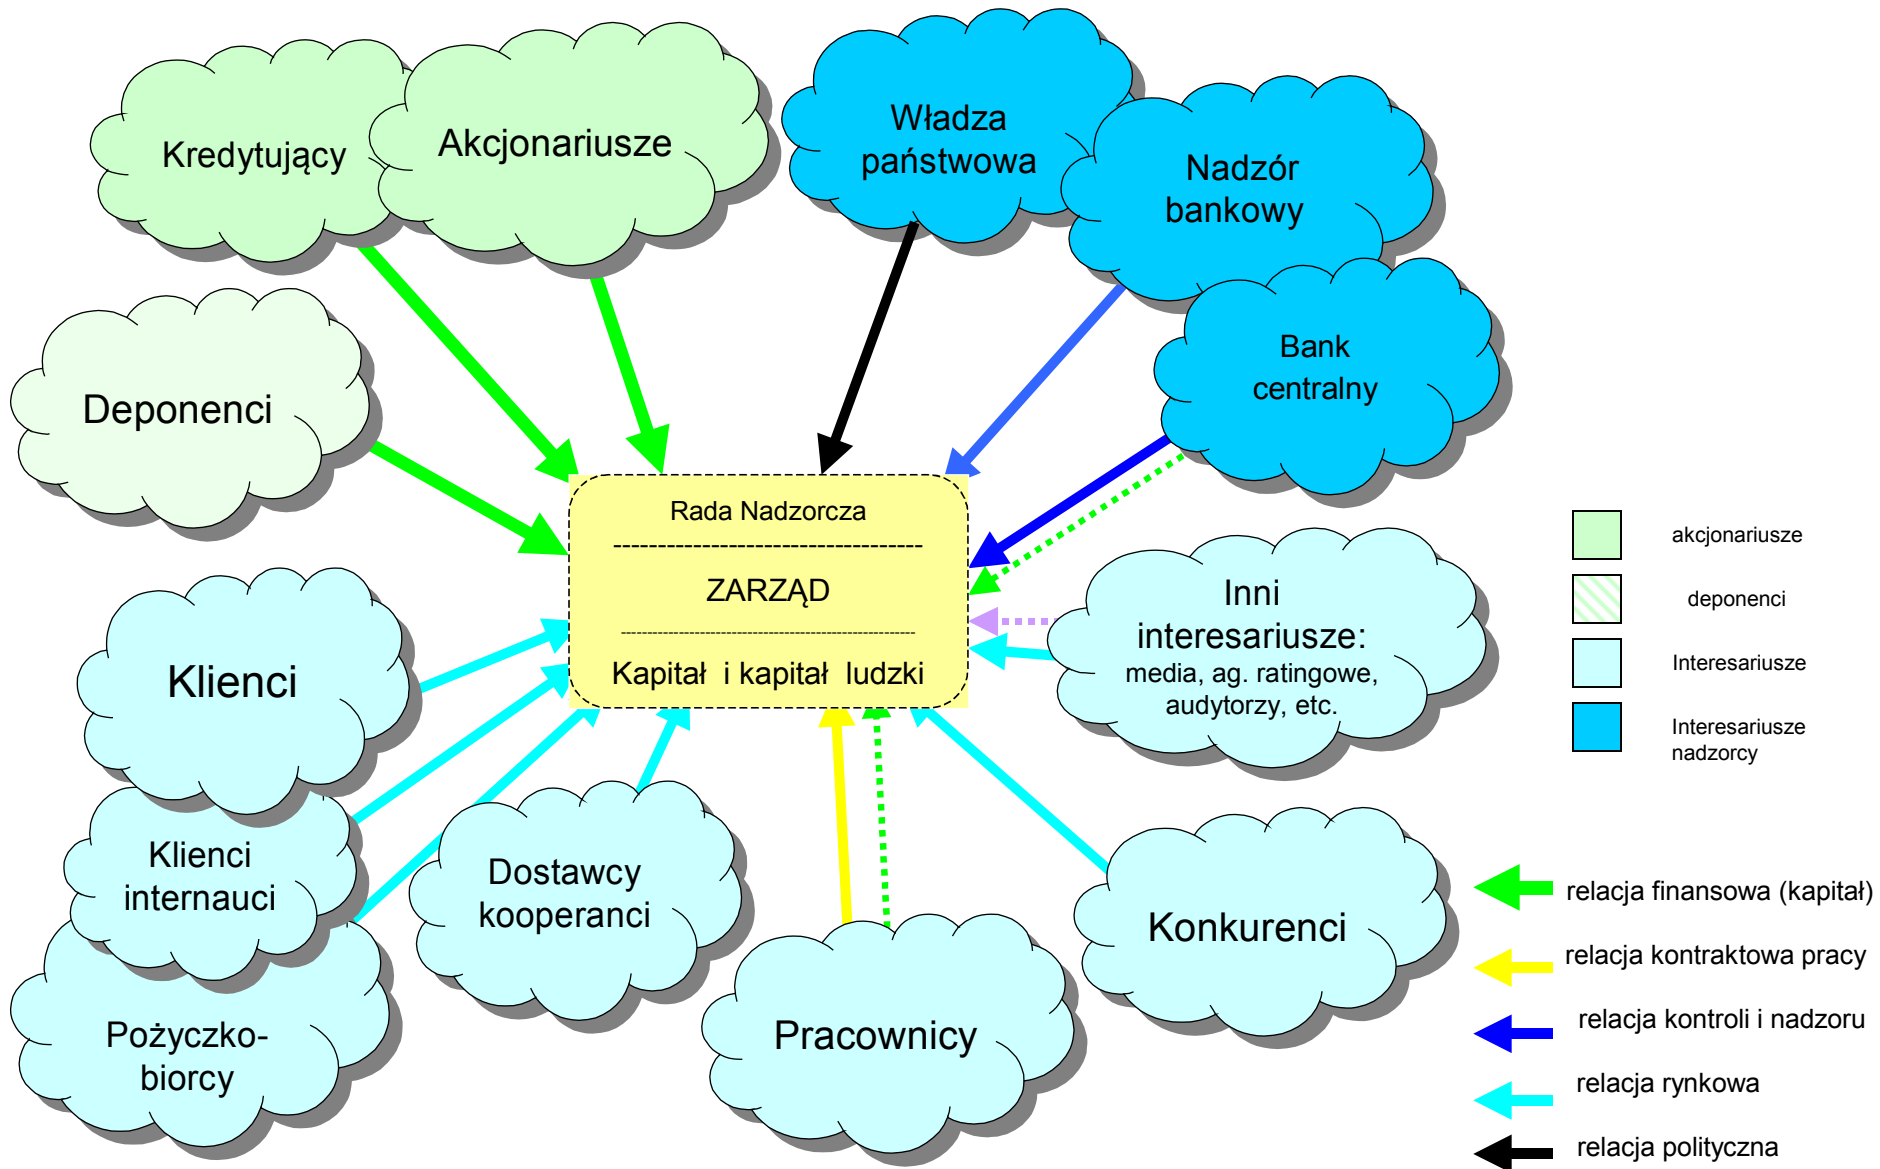 Kredytujący
Akcjonariusze
Władza
państwowa
Nadzór
bankowy
Bank
centralny
Deponenci
Rada Nadzorcza
------------------------------------
ZARZĄD
--------------------------------------------------------
Kapitał i kapitał ludzki
Inni
interesariusze:
media, ag. ratingowe,
audytorzy, etc.
Klienci
Klienci
internauci
Pożyczko-
biorcy
Dostawcy
kooperanci
Pracownicy
Konkurenci
akcjonariusze
deponenci
Interesariusze
Interesariusze
nadzorcy
relacja finansowa (kapitał)
relacja kontraktowa pracy
relacja kontroli i nadzoru
relacja rynkowa
relacja polityczna